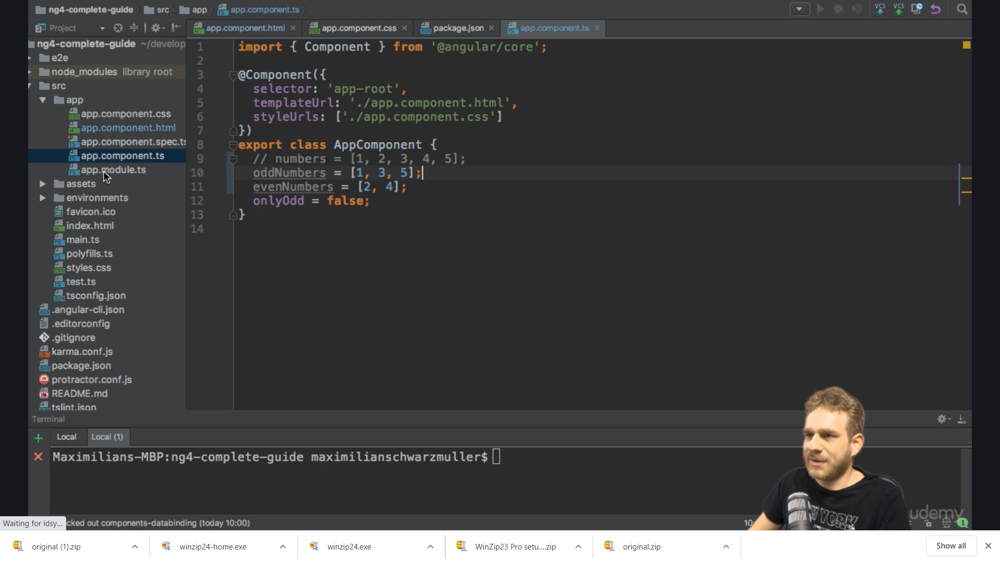 ng4-complete-guide src app app.component.ts
VCS VCS
Project
app.component.html app.component.css package.json app.component.ts
ng4-complete-guide ~/develop
e2e
node_modules library root
src
app
app.component.css
app.component.html
app.component.spec.ts
app.component.ts
app.module.ts
assets
environments
favicon.ico
index.html
main.ts
polyfills.ts
styles.css
test.ts
tsconfig.json
.angular-cli.json
.editorconfig
.gitignore
karma.conf.js
package.json
protractor.conf.js
README.md
tslint.json
1 import { Component } from '@angular/core';
2
3 @Component({
4 selector: 'app-root',
5 templateUrl: './app.component.html',
6 styleUrls: ['./app.component.css']
7 })
8 export class AppComponent {
9 // numbers = [1, 2, 3, 4, 5];
10 oddNumbers = [1, 3, 5];
11 evenNumbers = [2, 4];
12 onlyOdd = false;
13 }
14
Terminal
Local Local (1)
Maximilians-MBP:ng4-complete-guide maximilianschwarzmuller$
YORK
udemy
Waiting for idsy... cked out components-databinding (today 10:00)
10:
1
original (1).zip winzip24-home.exe winzip24.exe WinZip23 Pro setu....zip original.zip Show all